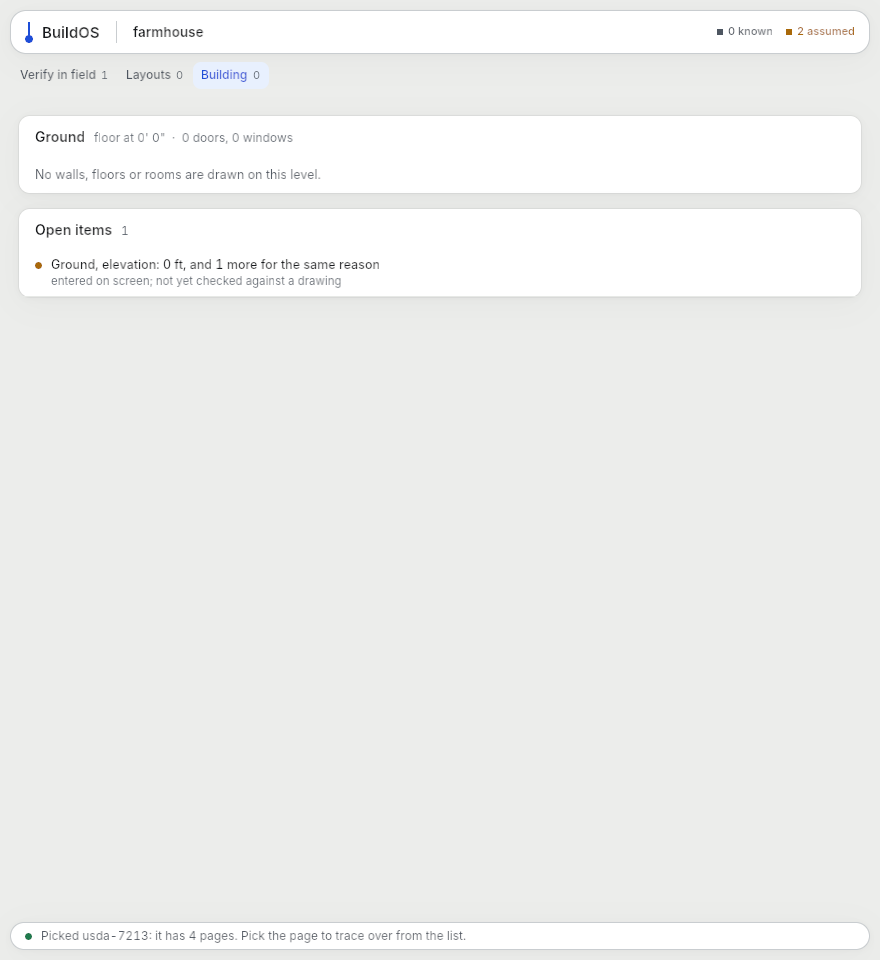 BuildOS farmhouse 0 known 2 assumed
Verify in field 1 Layouts 0 Building 0
Ground floor at 0' 0" · 0 doors, 0 windows
No walls, floors or rooms are drawn on this level.
Open items 1
Ground, elevation: 0 ft, and 1 more for the same reason
entered on screen; not yet checked against a drawing
Picked usda-7213: it has 4 pages. Pick the page to trace over from the list.